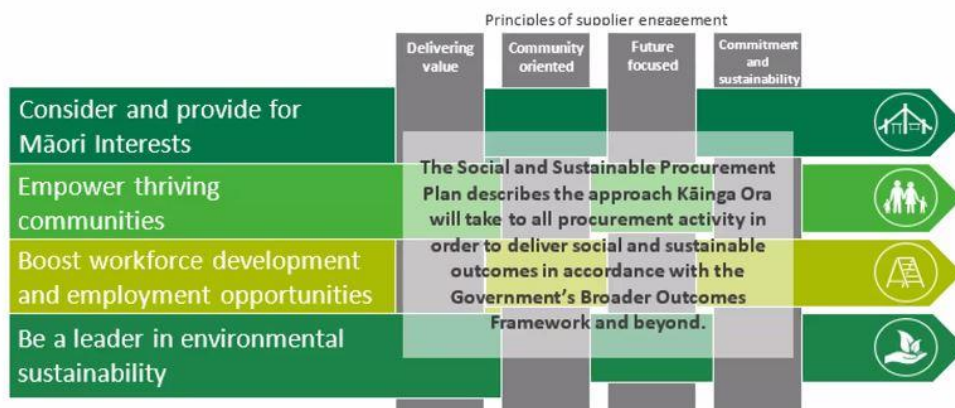 Principles of supplier engagement
Delivering
value
Community
oriented
Future
focused
Commitment
and
sustainability
Consider and provide for
Māori Interests
Empower thriving
communities
Boost workforce development
and employment opportunities
Be a leader in environmental
sustainability
The Social and Sustainable Procurement
Plan describes the approach Kāinga Ora
will take to all procurement activity in
order to deliver social and sustainable
outcomes in accordance with the
Government's Broader Outcomes
Framework and beyond.